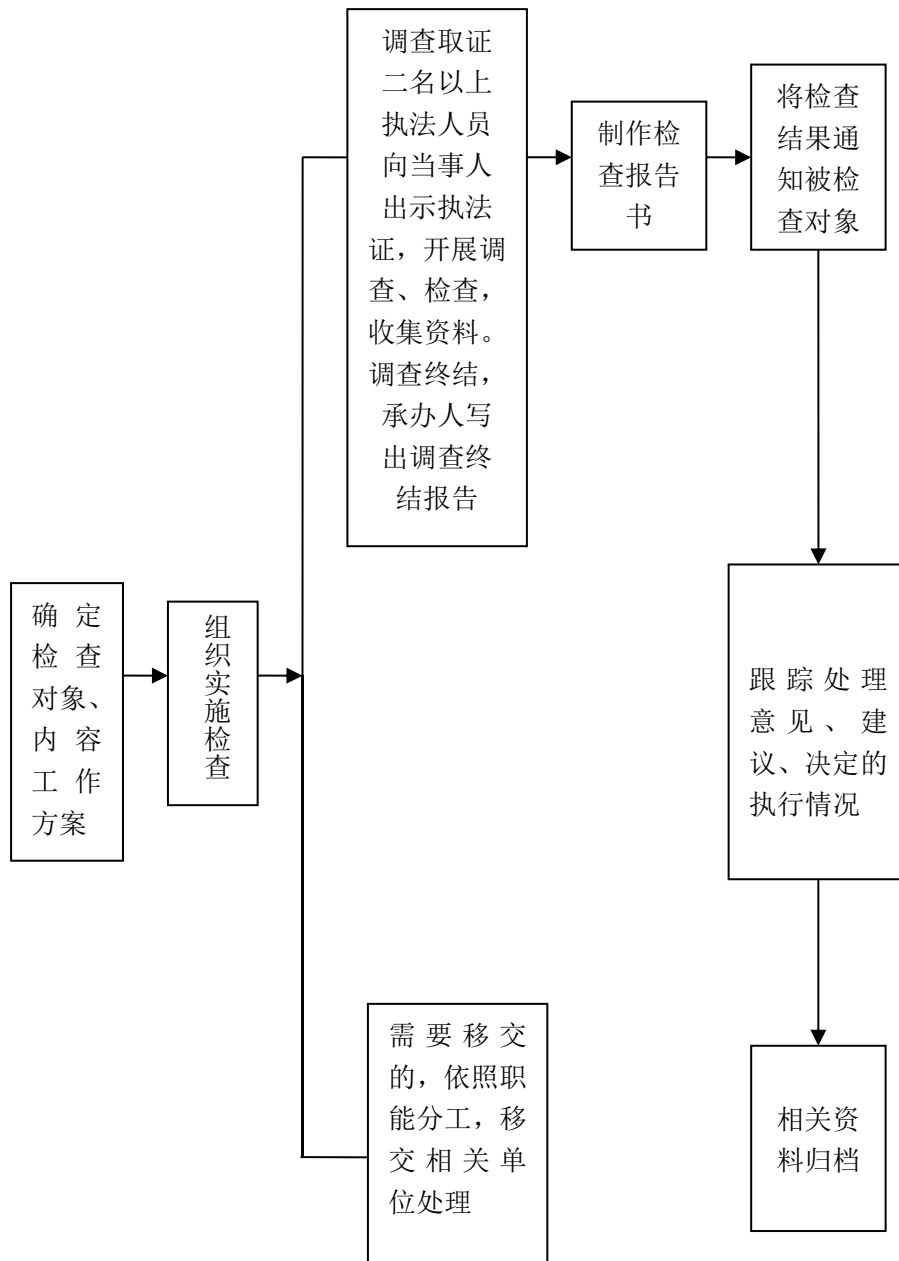 确定
检查
对象、
内容
工作
方案
组
织
实
施
检
查
调查取证
二名以上
执法人员
向当事人
出示执法
证，开展调
查、检查，
收集资料。
调查终结，
承办人写
出调查终
结报告
制作检
查报告
书
将检查
结果通
知被检
查对象
跟踪处理
意见、建
议、决定的
执行情况
相关资
料归档
需要移交
的，依照职
能分工，移
交相关单
位处理